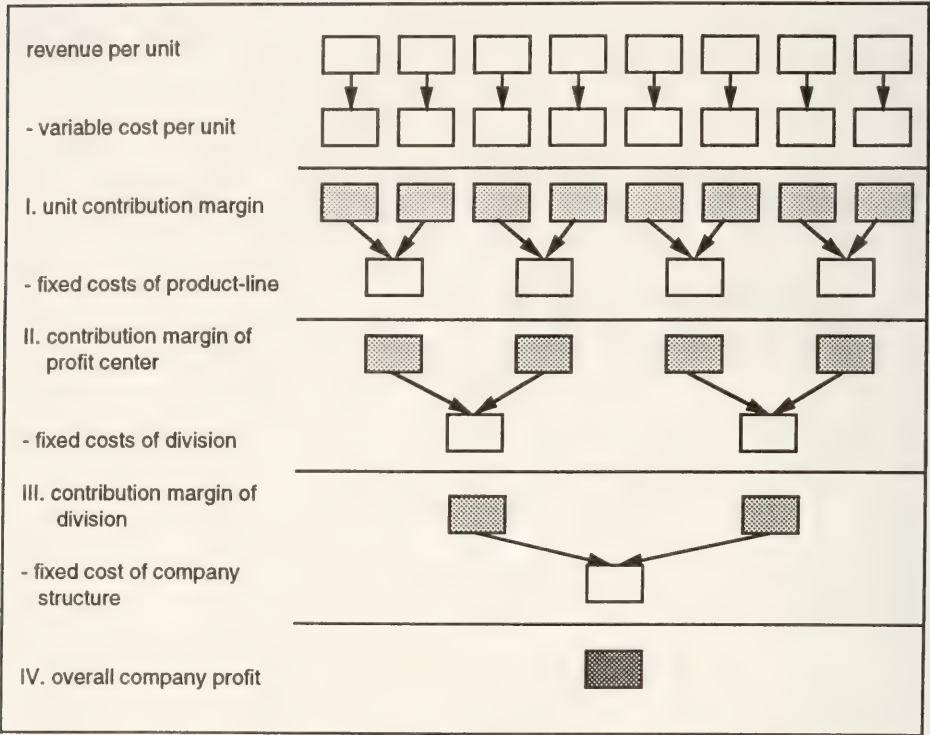 revenue per unit
- variable cost per unit
I. unit contribution margin
- fixed costs of product-line
II. contribution margin of
profit center
- fixed costs of division
III. contribution margin of
division
- fixed cost of company
structure
IV. overall company profit